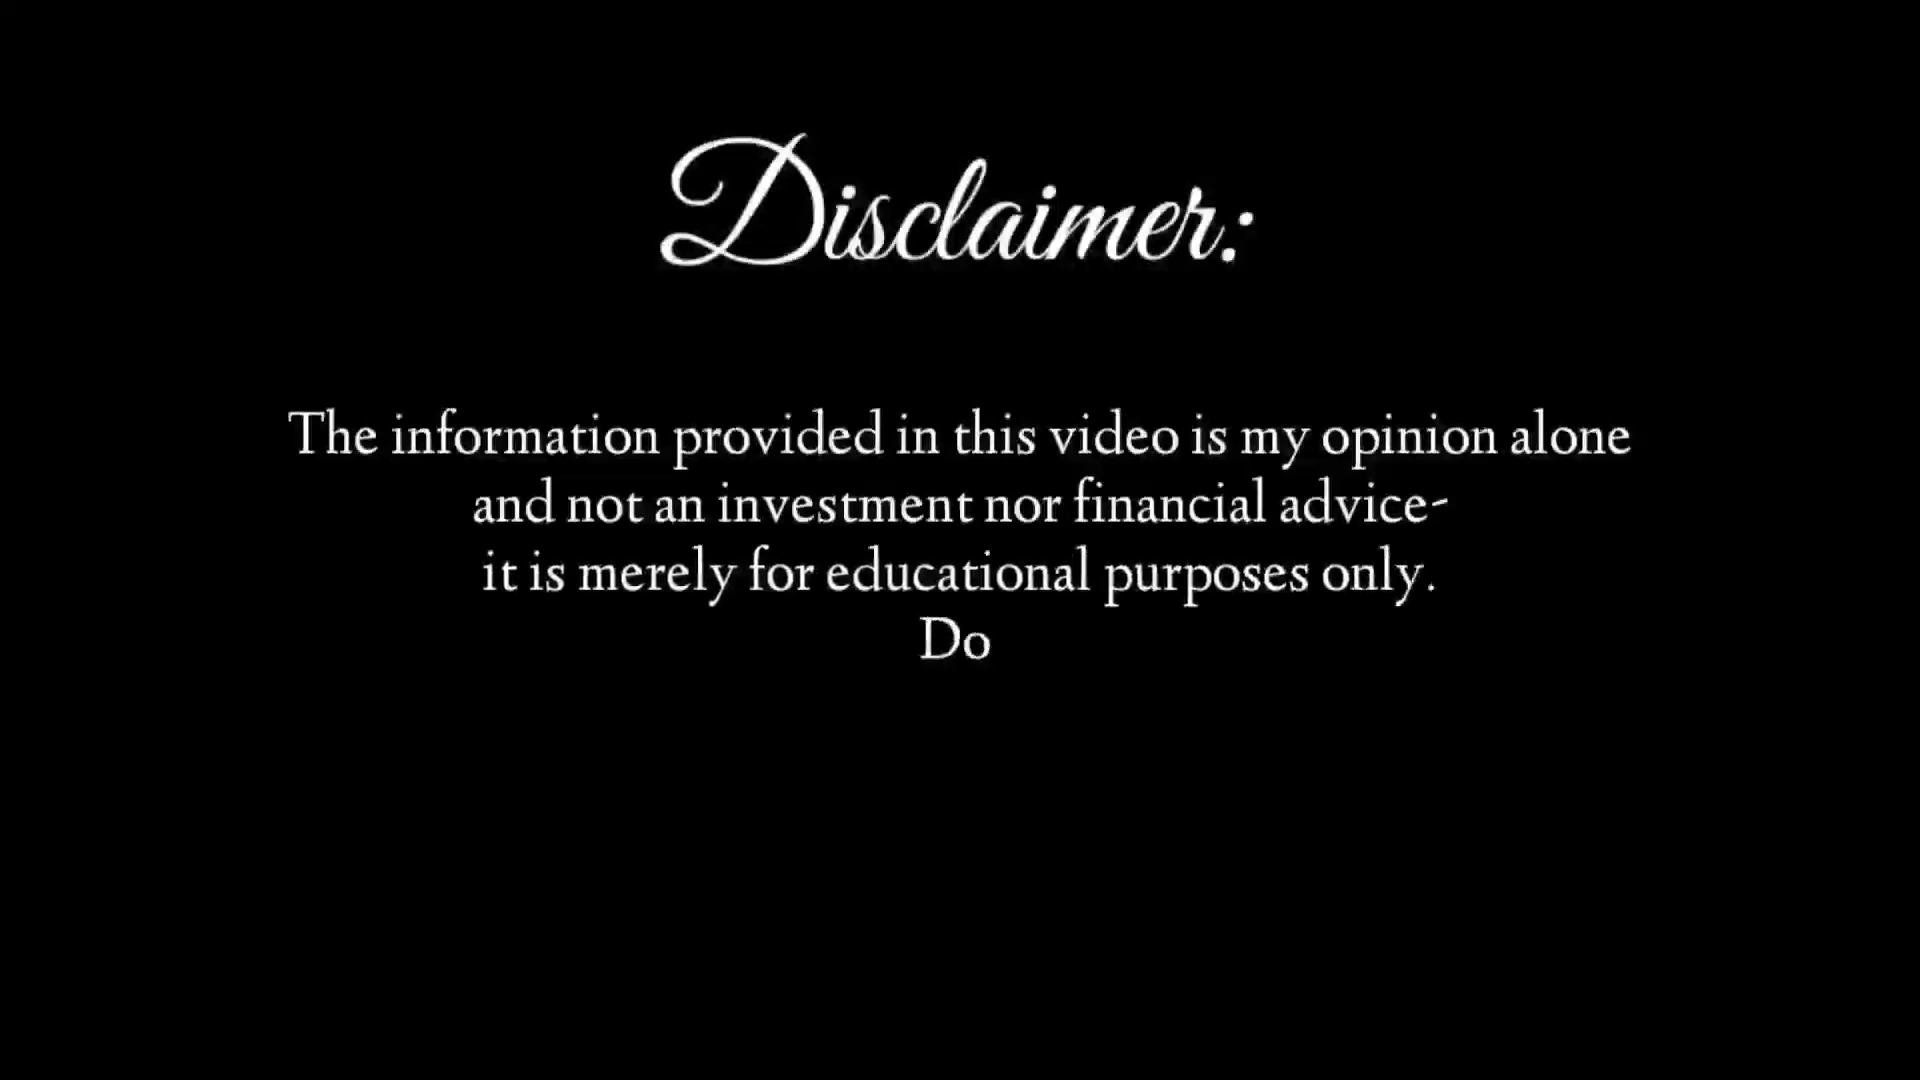 Disclaimer:
The information provided in this video is my opinion alone
and not an investment nor financial advice-
it is merely for educational purposes only.
Do